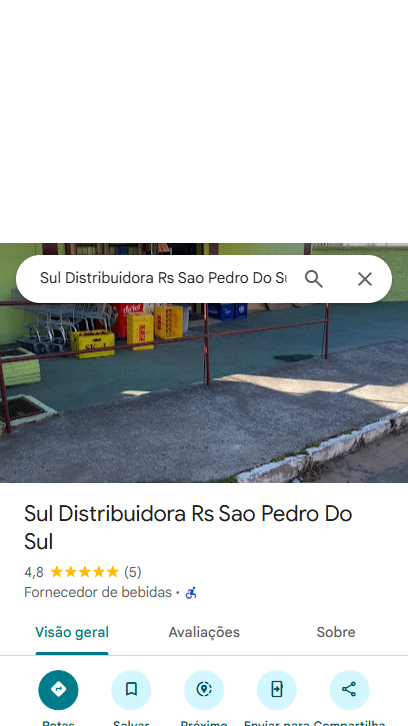 Sul Distribuidora Rs Sao Pedro Do Su
Sul Distribuidora Rs Sao Pedro Do
Sul
4,8 ★★★★★ (5)
Fornecedor de bebidas ·
Visão geral Avaliações Sobre
Rotas Salvar Próximo Enviar para Compartilha